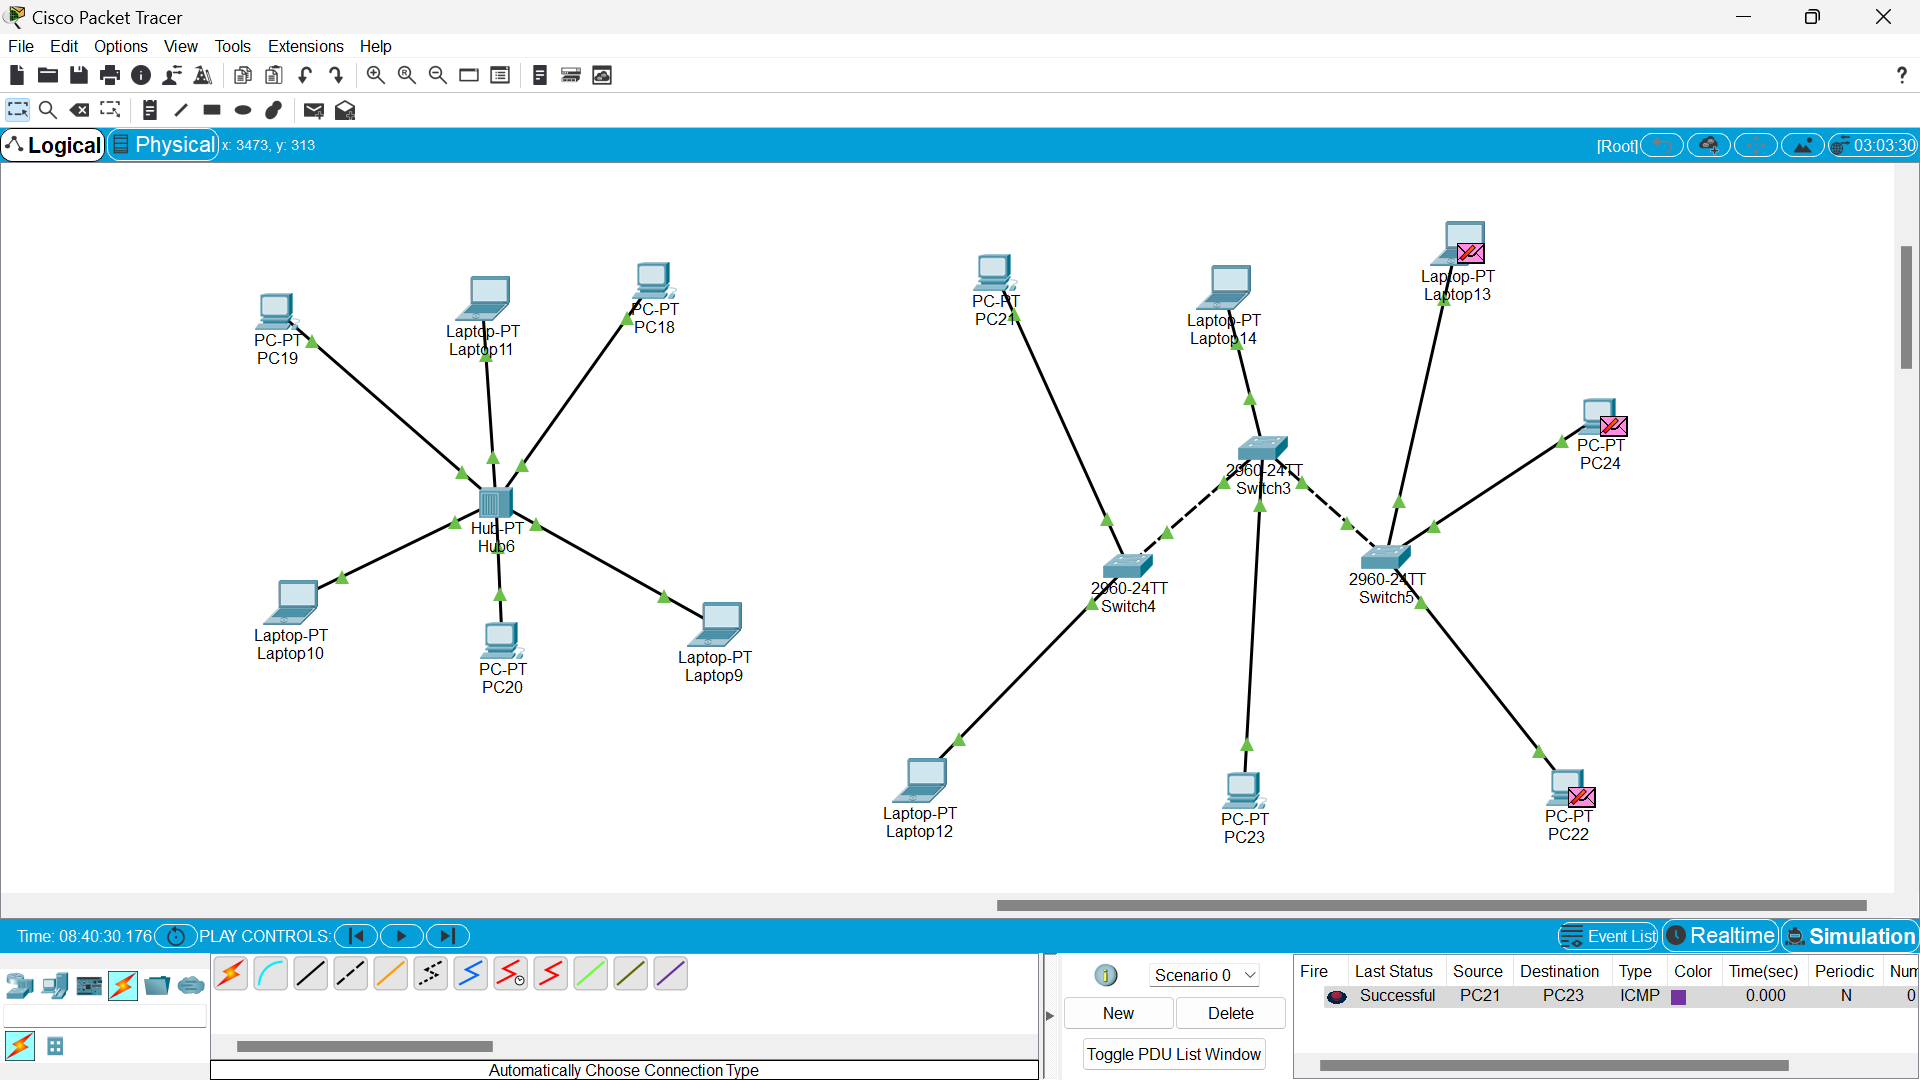 Cisco Packet Tracer
File Edit Options View Tools Extensions Help
?
Logical Physical x: 3473, y: 313 [Root] 03:03:30
PC-PT
PC19
Laptop-PT
Laptop11
PC-PT
PC18
PC-PT
PC21
Laptop-PT
Laptop14
Laptop-PT
Laptop13
PC-PT
PC24
2960-24TT
Switch3
Hub-PT
Hub6
2960-24TT
Switch4
2960-24TT
Switch5
Laptop-PT
Laptop10
PC-PT
PC20
Laptop-PT
Laptop9
Laptop-PT
Laptop12
PC-PT
PC23
PC-PT
PC22
Time: 08:40:30.176 PLAY CONTROLS: Event List Realtime Simulation
Scenario 0
New Delete
Toggle PDU List Window
Fire Last Status Source Destination Type Color Time(sec) Periodic Num
Successful PC21 PC23 ICMP 0.000 N 0
Automatically Choose Connection Type